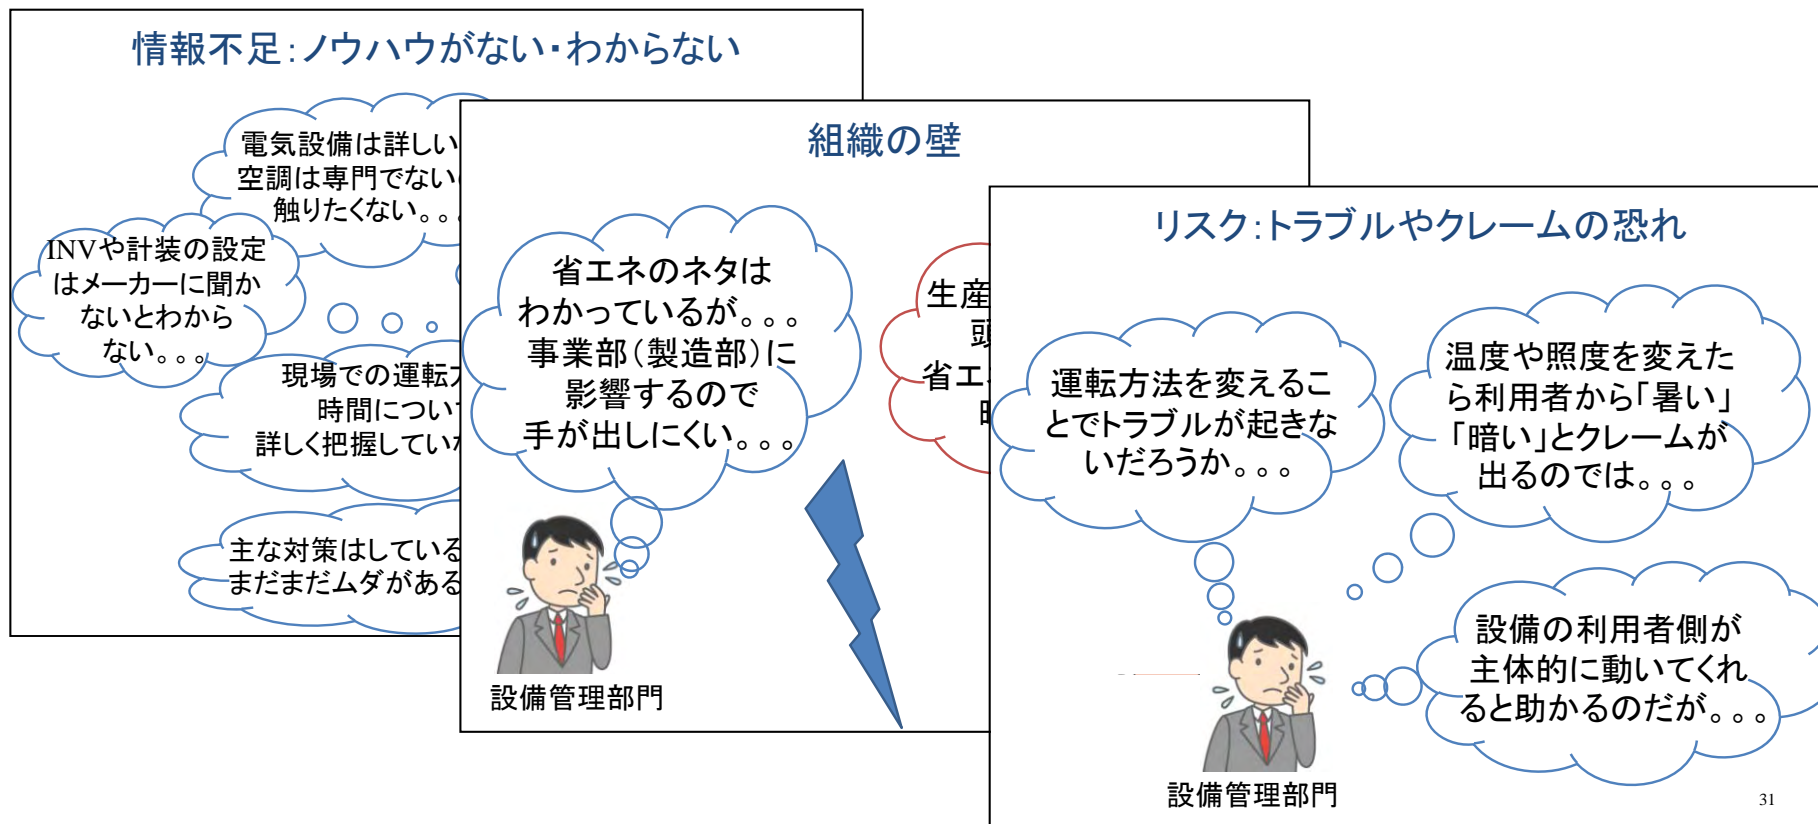 情報不足：ノウハウがない・わからない
電気設備は詳しい
空調は専門でない
触りたくない。。。
INVや計装の設定
はメーカーに聞か
ないとわから
ない。。。
現場での運転
時間につい
詳しく把握してい
主な対策はしている
まだまだムダがある
組織の壁
省エネのネタは
わかっているが。。。
事業部（製造部）に
影響するので
手が出しにくい。。。
設備管理部門
生産
省エ
リスク：トラブルやクレームの恐れ
運転方法を変えるこ
とでトラブルが起きな
いだろうか。。。
温度や照度を変えた
ら利用者から「暑い」
「暗い」とクレームが
出るのでは。。。
設備の利用者側が
主体的に動いてくれ
ると助かるのだが。。。
設備管理部門
31